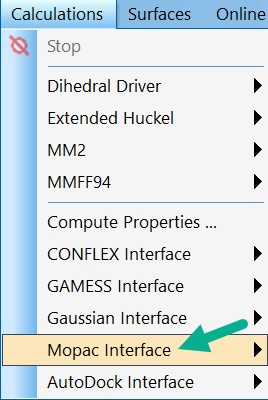 Calculations Surfaces Online
Stop
Dihedral Driver
Extended Huckel
MM2
MMFF94
Compute Properties ...
CONFLEX Interface
GAMESS Interface
Gaussian Interface
Mopac Interface
AutoDock Interface